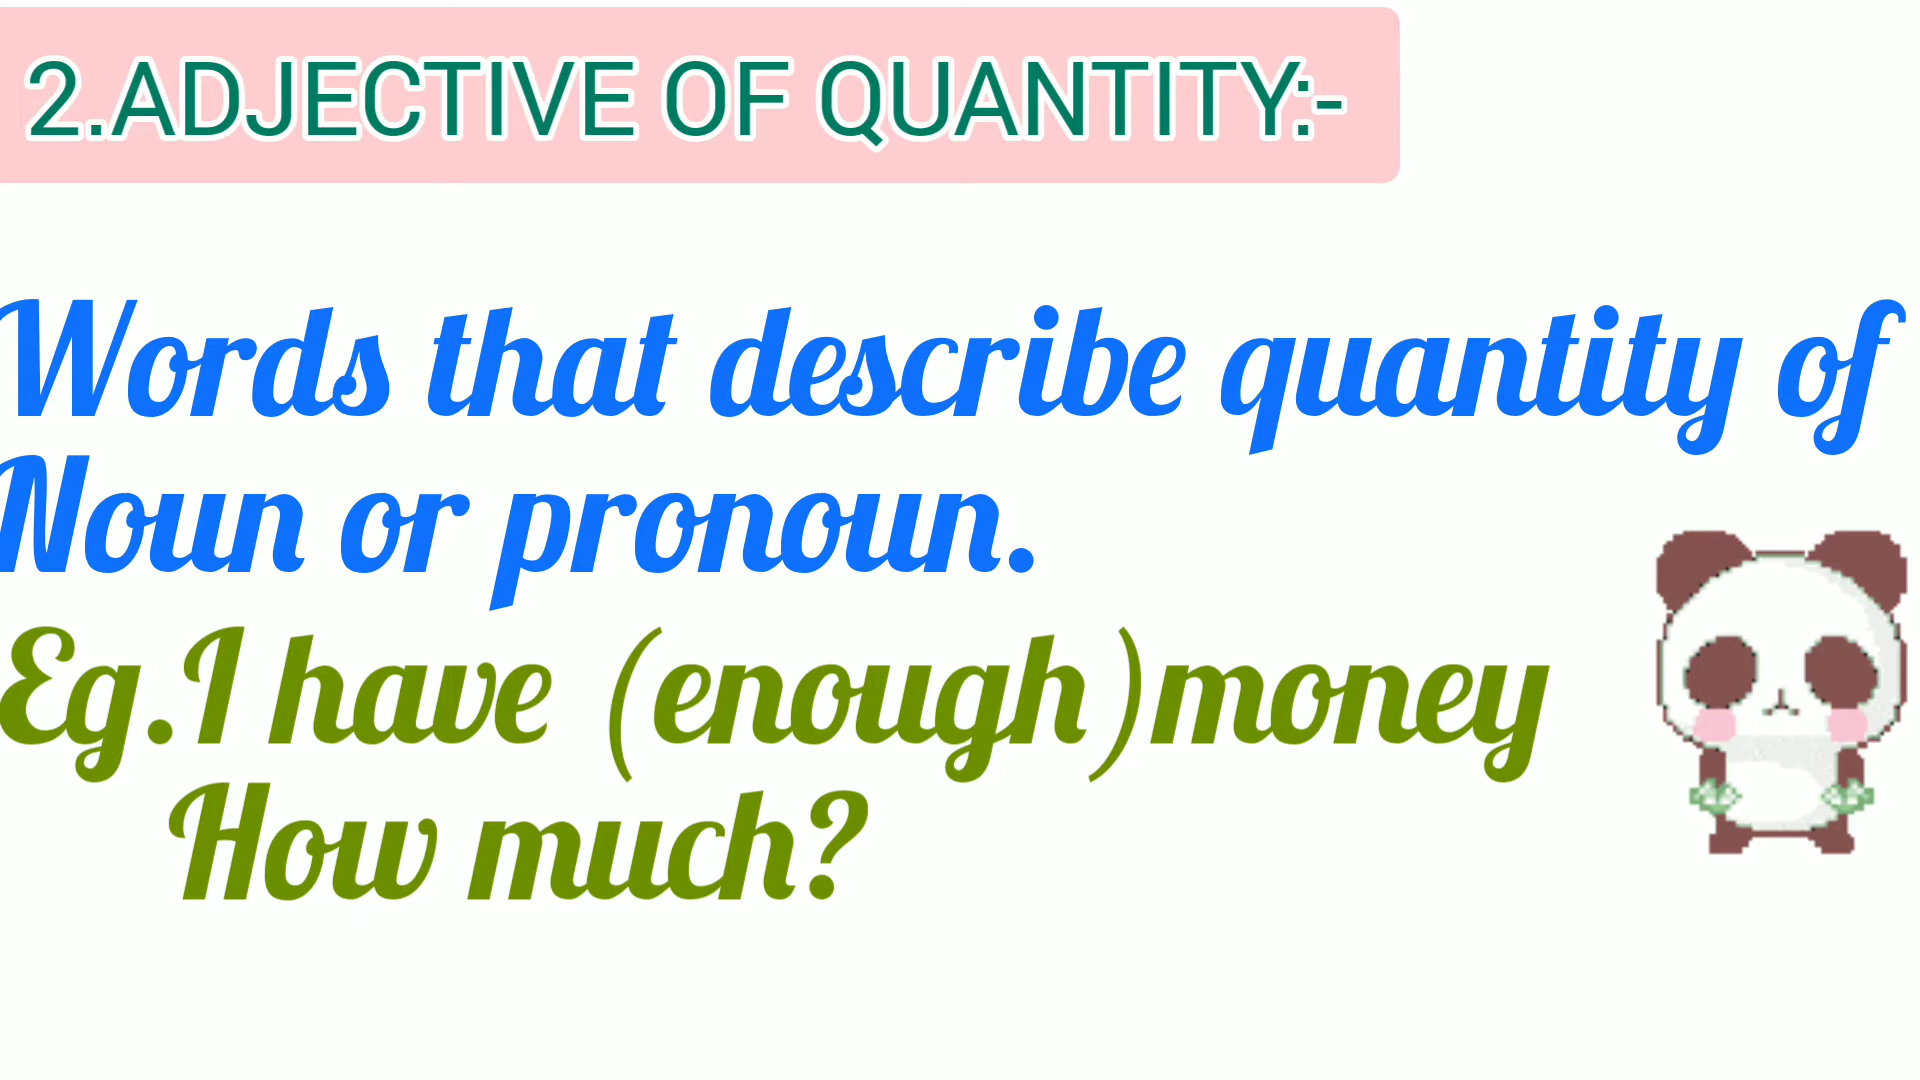 2.ADJECTIVE OF QUANTITY:-
Words that describe quantity of
Noun or pronoun.
Eg.I have (enough)money
How much?